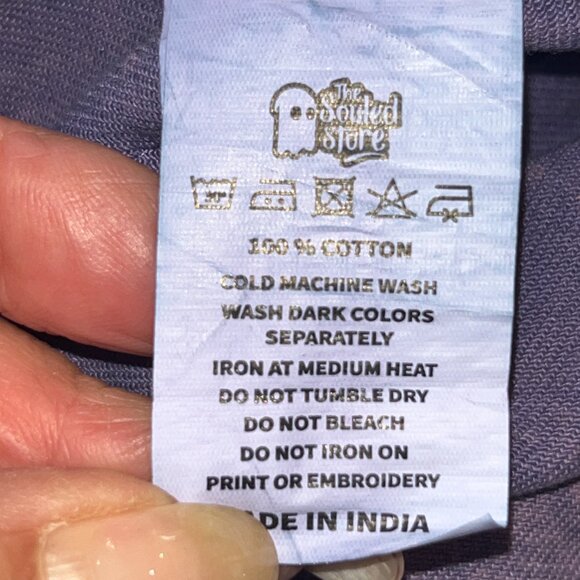 The
Souled
Store
30°
100 % COTTON
COLD MACHINE WASH
WASH DARK COLORS
SEPARATELY
IRON AT MEDIUM HEAT
DO NOT TUMBLE DRY
DO NOT BLEACH
DO NOT IRON ON
PRINT OR EMBROIDERY
ADE IN INDIA